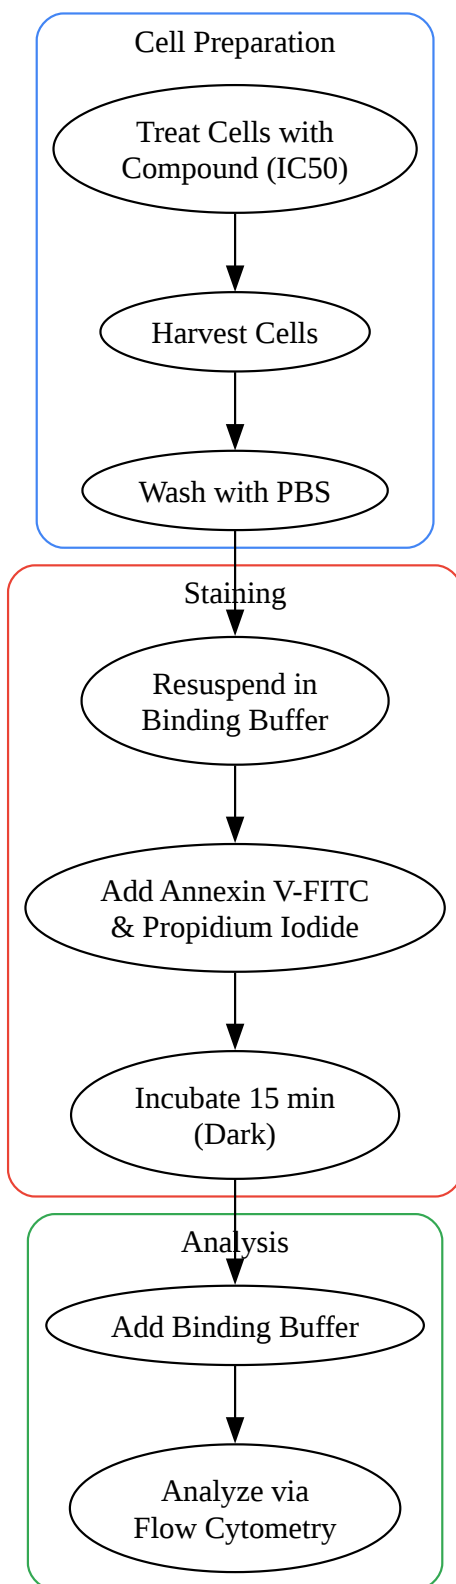 Cell Preparation
Treat Cells with
Compound (IC50)
Harvest Cells
Wash with PBS
Staining
Resuspend in
Binding Buffer
Add Annexin V-FITC
& Propidium Iodide
Incubate 15 min
(Dark)
Analysis
Add Binding Buffer
Analyze via
Flow Cytometry